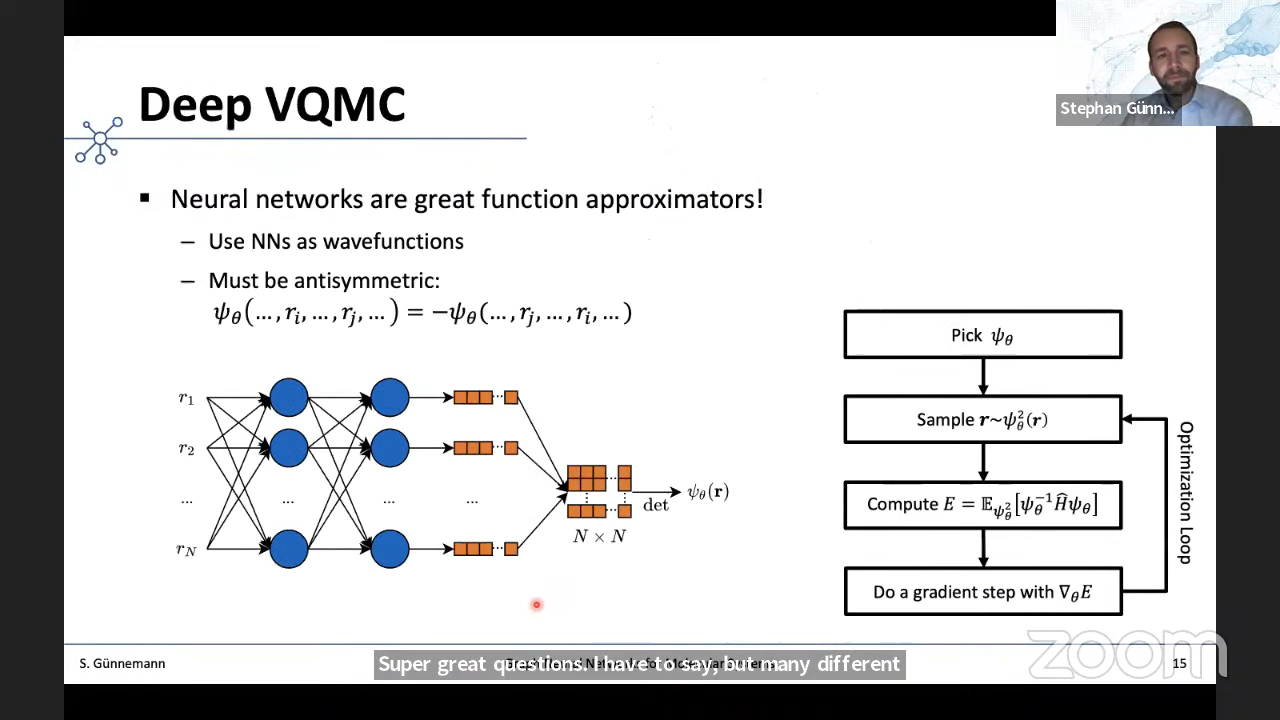 Deep VQMC
Stephan Günn...
▪ Neural networks are great function approximators!
– Use NNs as wavefunctions
– Must be antisymmetric:
ψθ(…, ri, …, rj, …) = −ψθ(…, rj, …, ri, …)
r1
r2
...
rN
... ... ...
N × N
det
ψθ(r)
Pick ψθ
Sample r~ψθ²(r)
Compute E = 𝔼ψθ²[ψθ⁻¹Ĥψθ]
Do a gradient step with ∇θE
Optimization Loop
zoom
S. Günnemann
Super great questions. I have to say, but many different
15